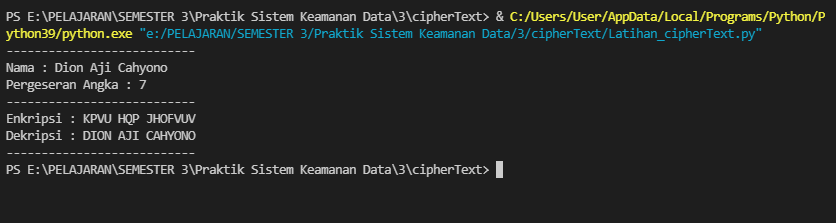 PS E:\PELAJARAN\SEMESTER 3\Praktik Sistem Keamanan Data\3\cipherText> & C:/Users/User/AppData/Local/Programs/Python/P
ython39/python.exe "e:/PELAJARAN/SEMESTER 3/Praktik Sistem Keamanan Data/3/cipherText/Latihan_cipherText.py"
---------------------------
Nama : Dion Aji Cahyono
Pergeseran Angka : 7
---------------------------
Enkripsi : KPVU HQP JHOFVUV
Dekripsi : DION AJI CAHYONO
---------------------------
PS E:\PELAJARAN\SEMESTER 3\Praktik Sistem Keamanan Data\3\cipherText>